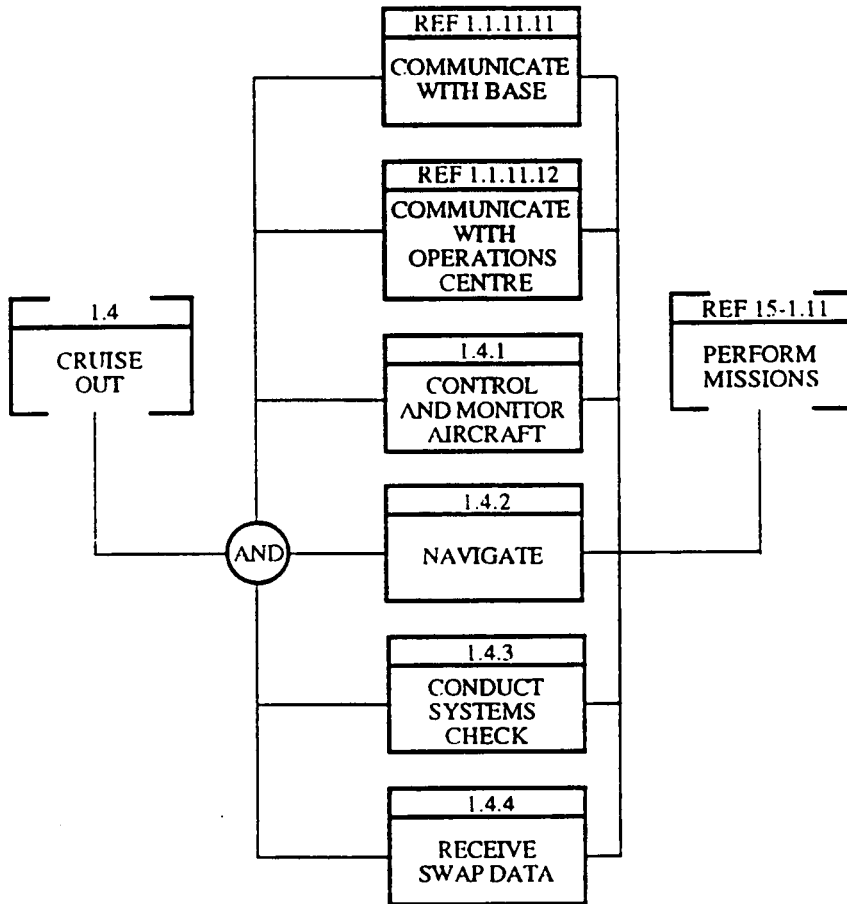 REF 1.1.11.11
COMMUNICATE
WITH BASE
REF 1.1.11.12
COMMUNICATE
WITH
OPERATIONS
CENTRE
1.4
CRUISE
OUT
REF 15-1.11
PERFORM
MISSIONS
1.4.1
CONTROL
AND MONITOR
AIRCRAFT
AND
1.4.2
NAVIGATE
1.4.3
CONDUCT
SYSTEMS
CHECK
1.4.4
RECEIVE
SWAP DATA